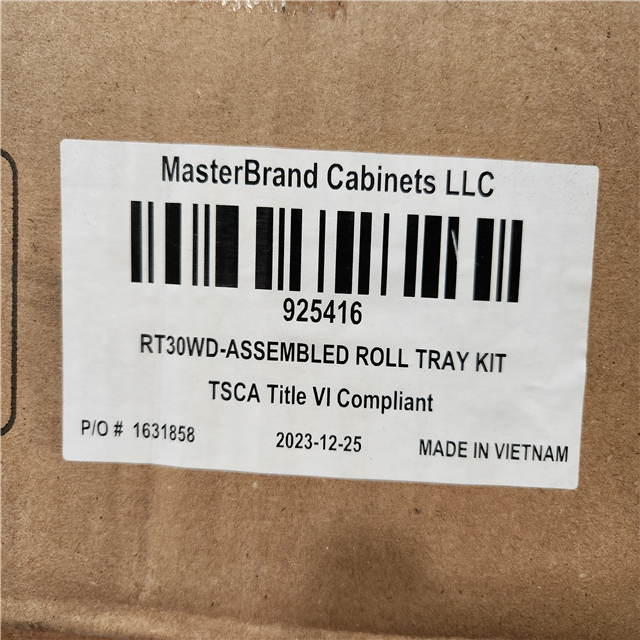 MasterBrand Cabinets LLC
925416
RT30WD-ASSEMBLED ROLL TRAY KIT
TSCA Title VI Compliant
P/O # 1631858 2023-12-25 MADE IN VIETNAM